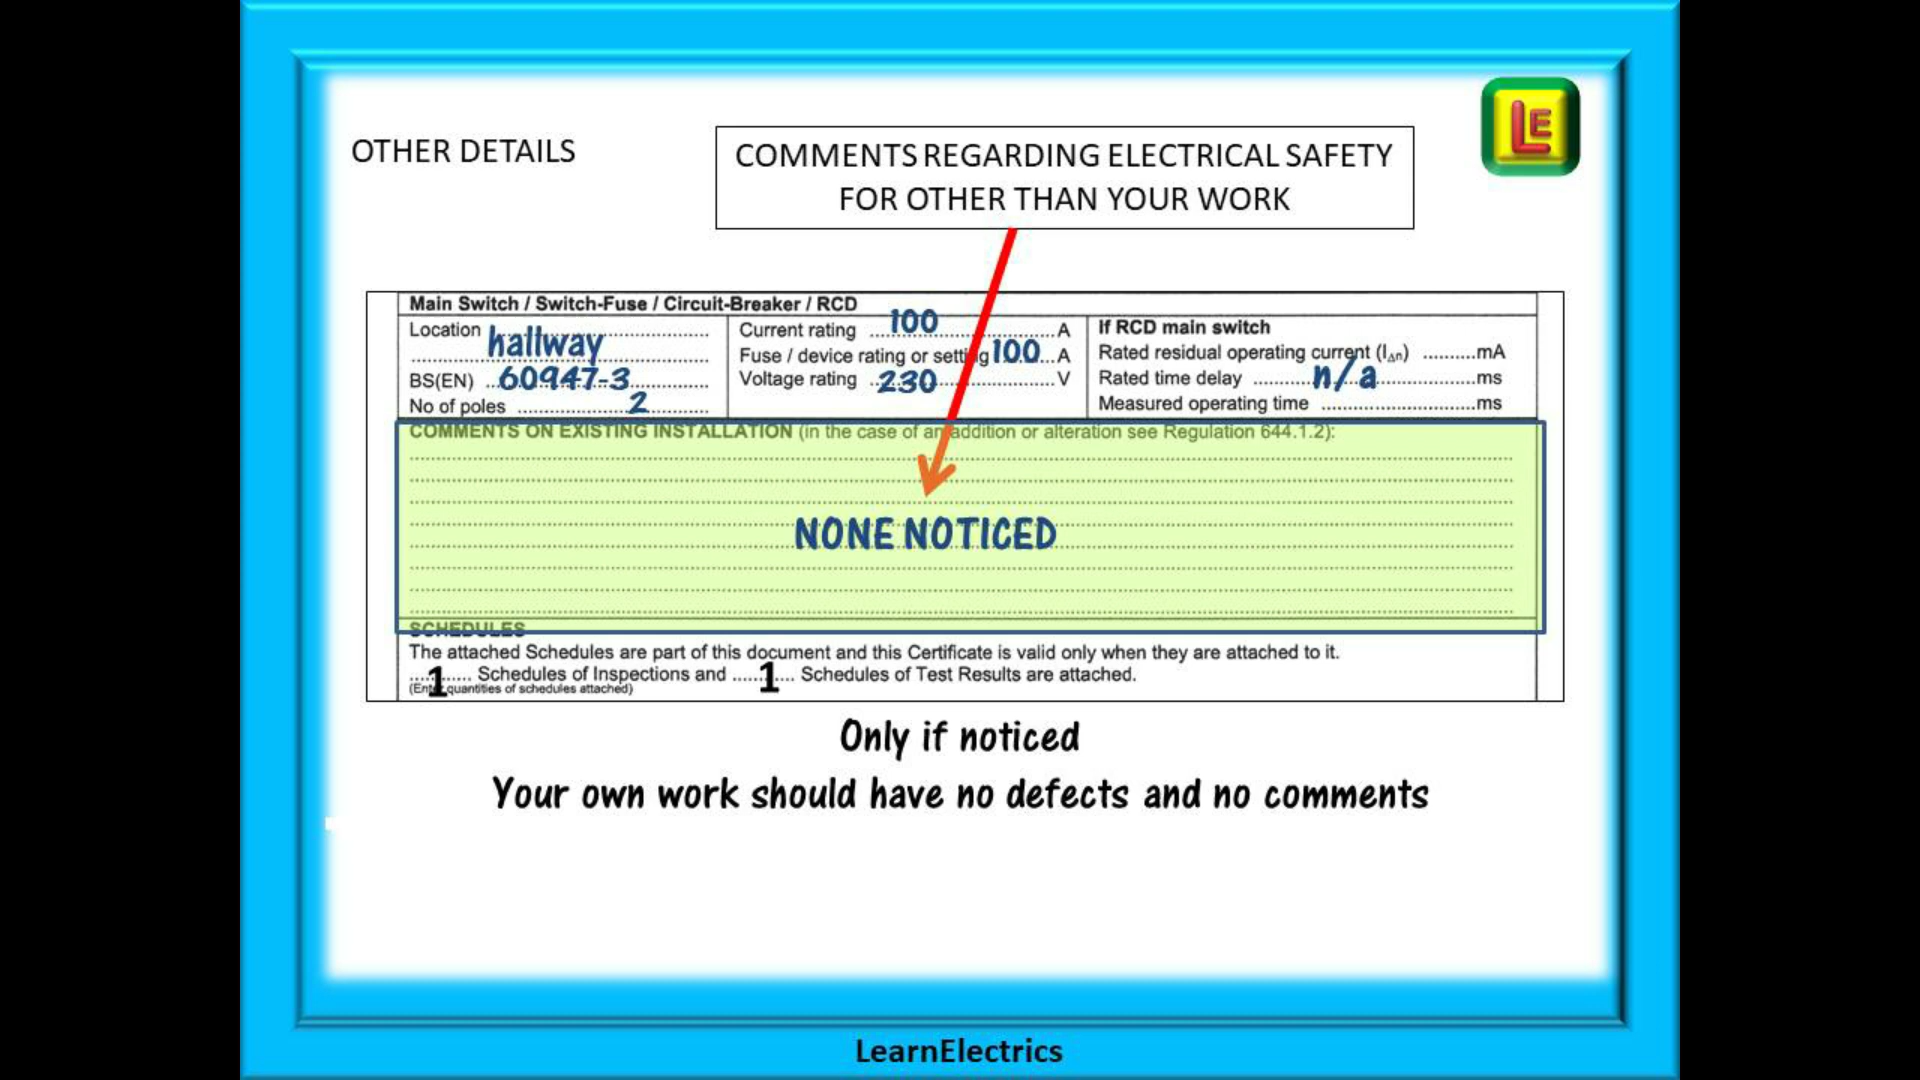 OTHER DETAILS
COMMENTS REGARDING ELECTRICAL SAFETY
FOR OTHER THAN YOUR WORK
LE
Main Switch / Switch-Fuse / Circuit-Breaker / RCD
Location hallway
BS(EN) 60947-3
No of poles 2
Current rating 100 A
Fuse / device rating or setting 100 A
Voltage rating 230 V
If RCD main switch
Rated residual operating current (IΔn) ..........mA
Rated time delay n/a ms
Measured operating time ............................ms
COMMENTS ON EXISTING INSTALLATION (in the case of an addition or alteration see Regulation 644.1.2):
NONE NOTICED
SCHEDULES
The attached Schedules are part of this document and this Certificate is valid only when they are attached to it.
1 Schedules of Inspections and 1 Schedules of Test Results are attached.
(Enter quantities of schedules attached)
Only if noticed
Your own work should have no defects and no comments
LearnElectrics